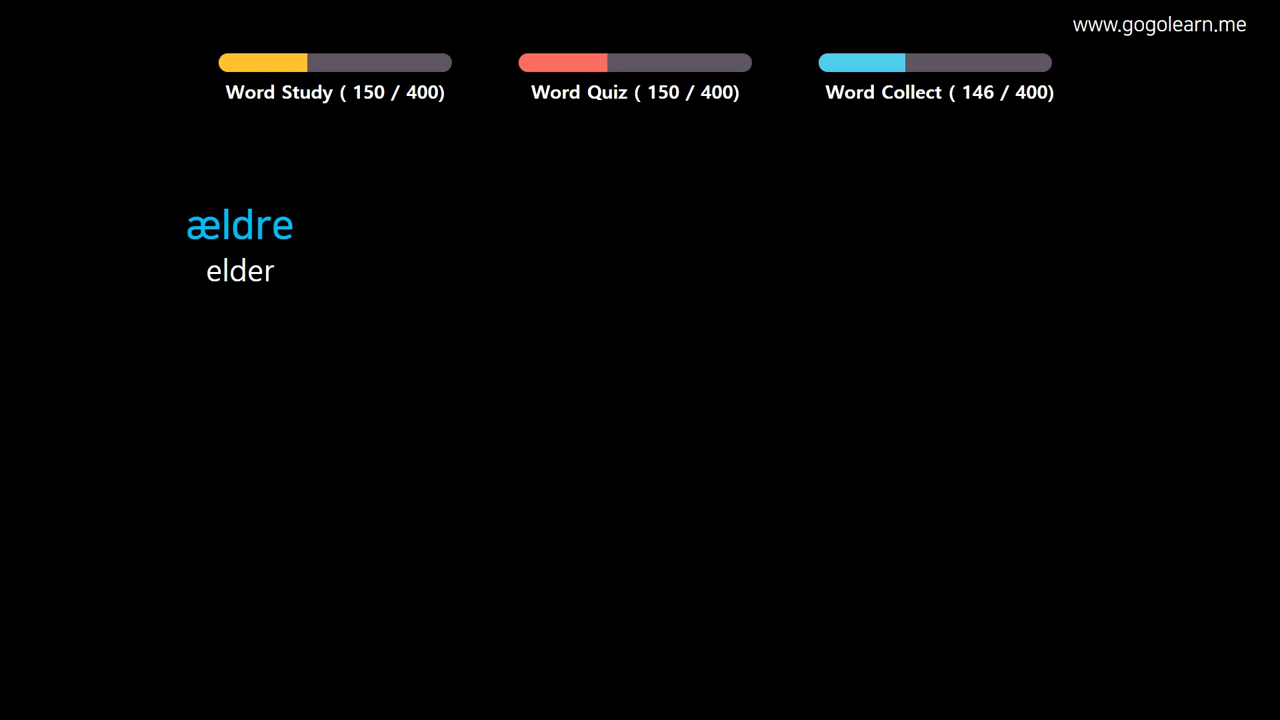 www.gogolearn.me
Word Study ( 150 / 400)
Word Quiz ( 150 / 400)
Word Collect ( 146 / 400)
ældre
elder